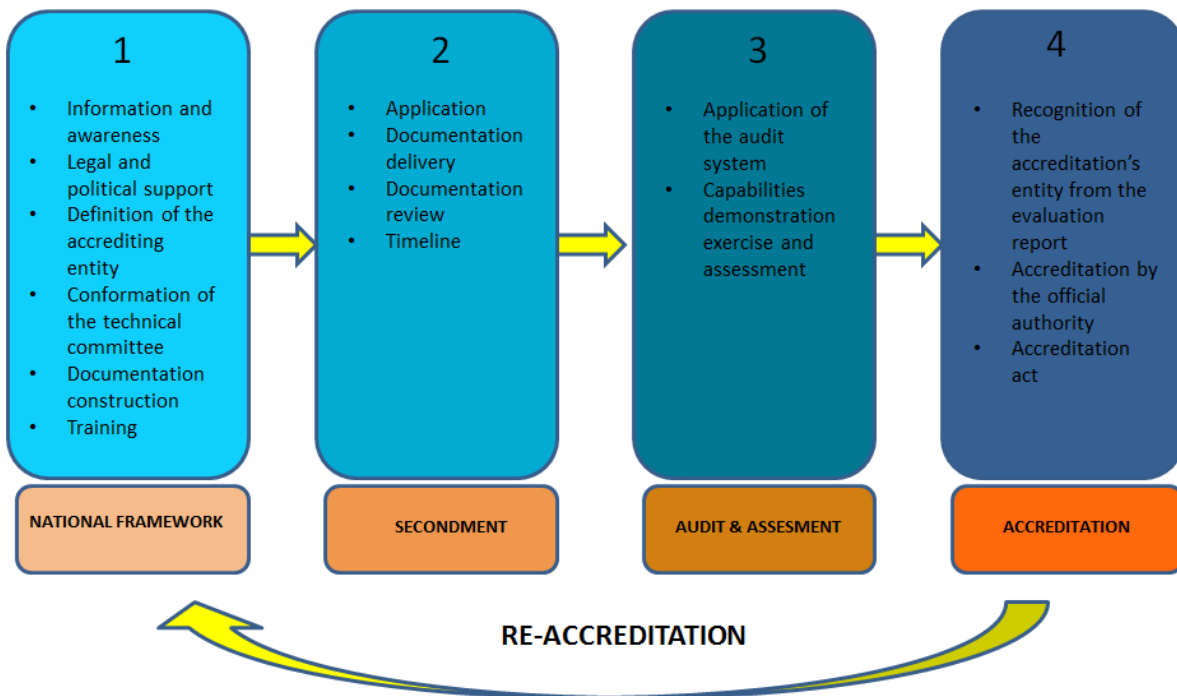 1
• Information and
awareness
• Legal and
political support
• Definition of the
accrediting
entity
• Conformation of
the technical
committee
• Documentation
construction
• Training
NATIONAL FRAMEWORK
2
• Application
• Documentation
delivery
• Documentation
review
• Timeline
SECONDMENT
3
• Application of
the audit
system
• Capabilities
demonstration
exercise and
assessment
AUDIT & ASSESMENT
4
• Recognition of
the
accreditation’s
entity from the
evaluation
report
• Accreditation by
the official
authority
• Accreditation
act
ACCREDITATION
RE-ACCREDITATION